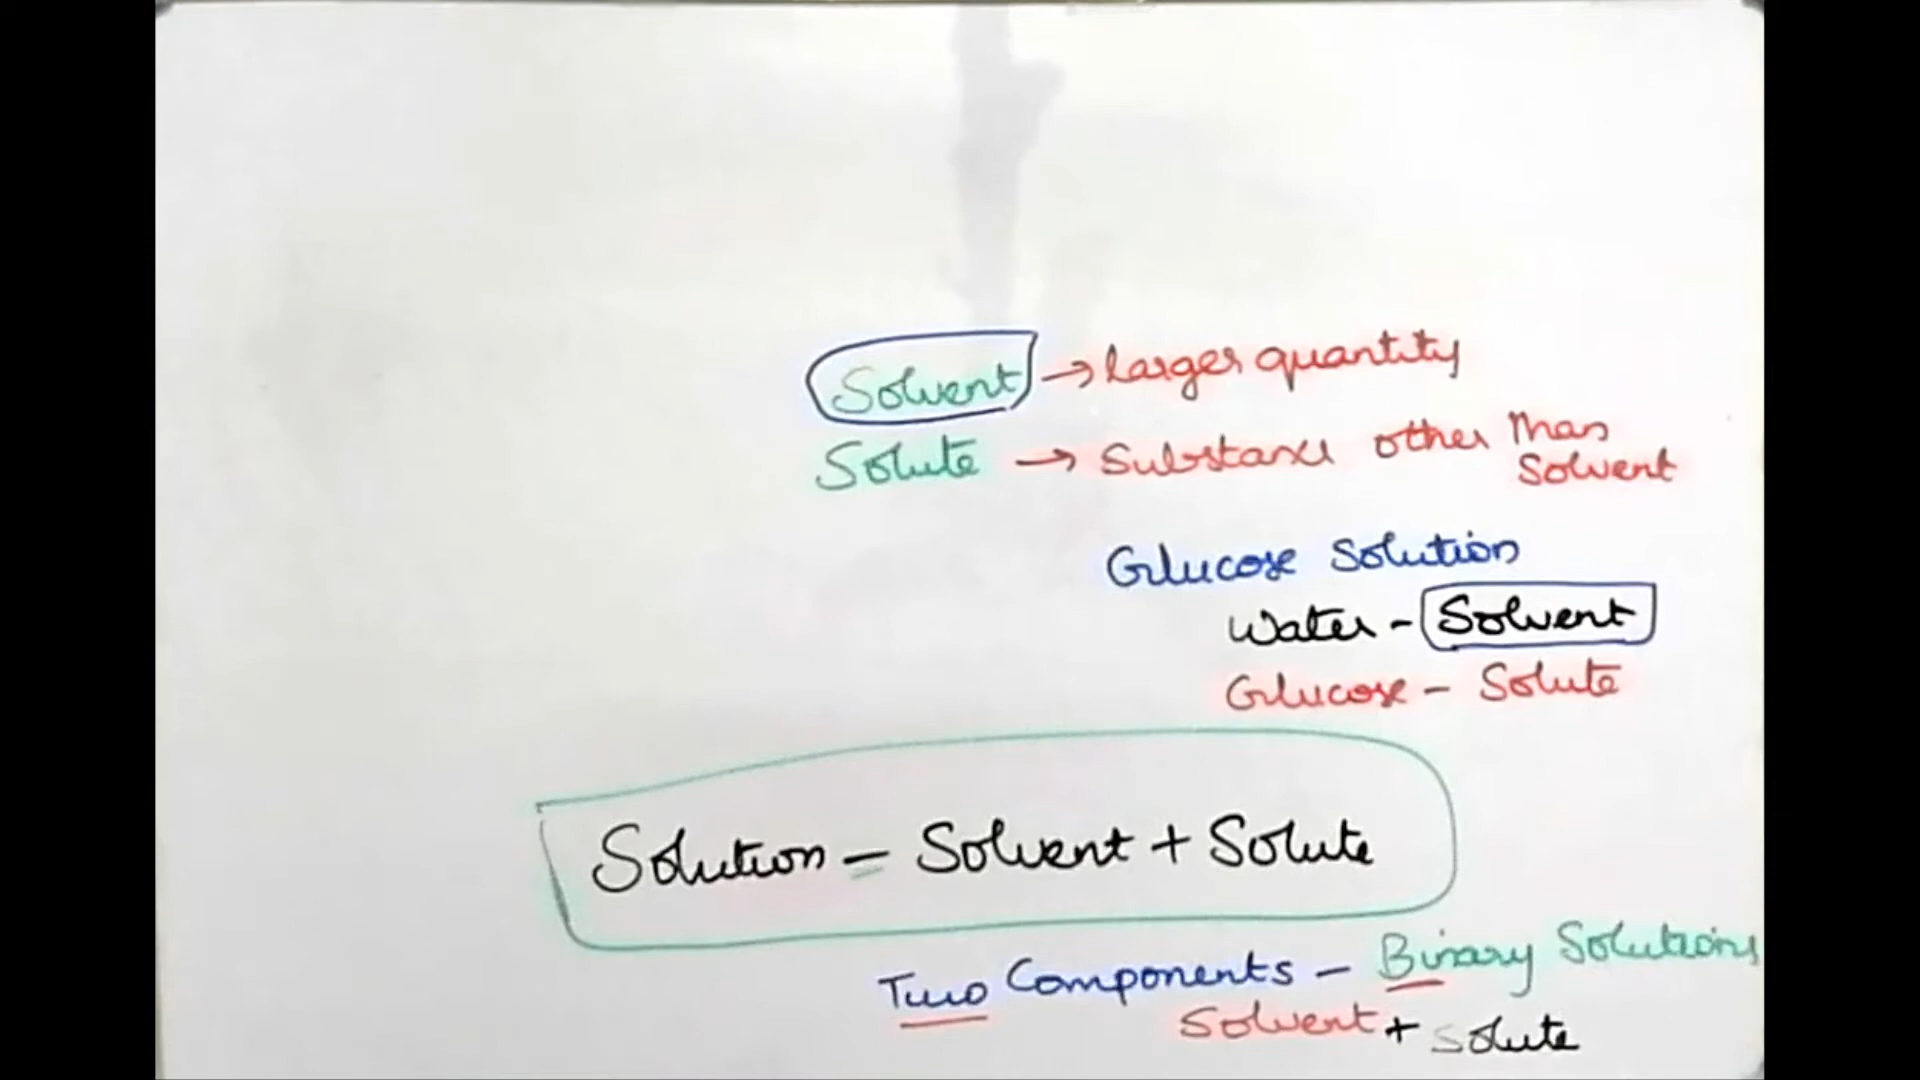 Solvent → Larger quantity
Solute → Substance other than
Solvent
Glucose Solution
Water - Solvent
Glucose - Solute
Solution = Solvent + Solute
Two Components - Binary Solutions
Solvent + Solute